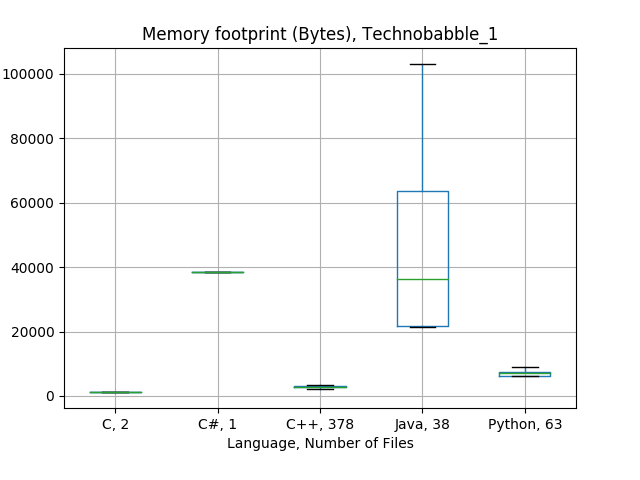 Memory footprint (Bytes), Technobabble_1
100000
80000
60000
40000
20000
0
C, 2
C#, 1
C++, 378
Java, 38
Python, 63
Language, Number of Files